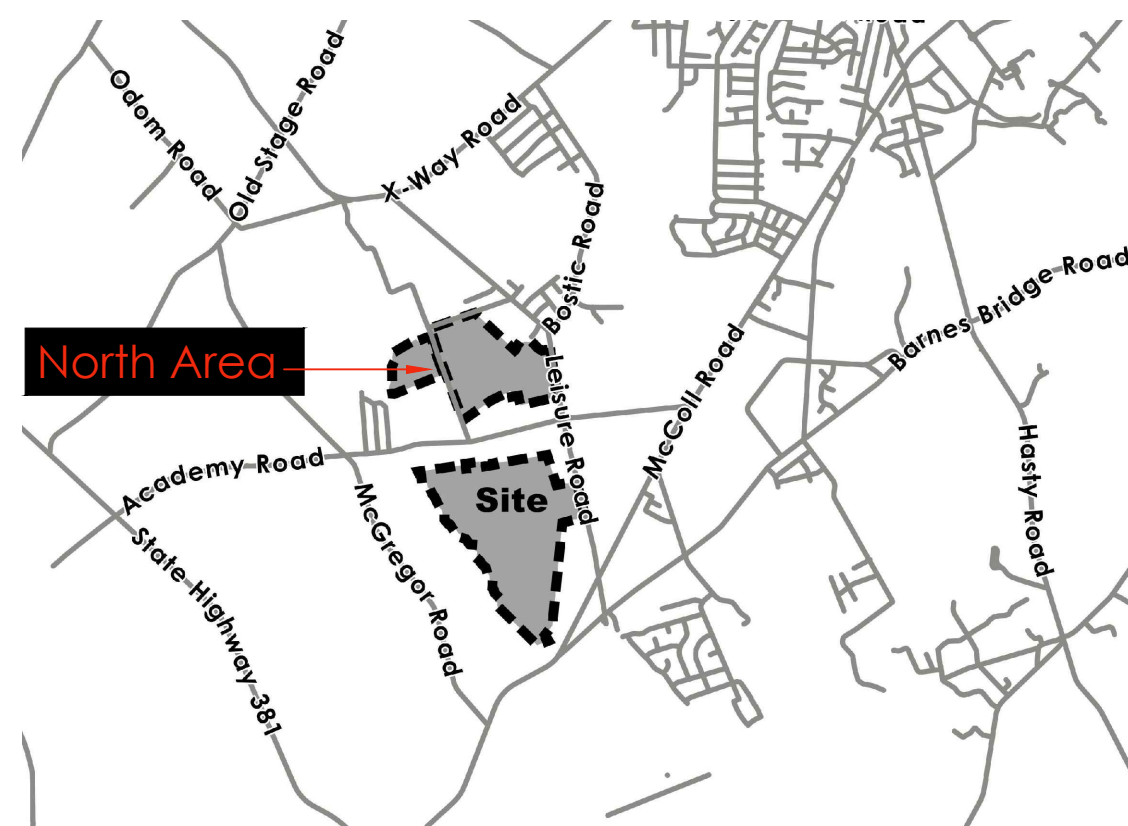 Road
Odom Road
Old Stage Road
X-Way Road
Bostic Road
Barnes Bridge Road
North Area
Leisure Road
McColl Road
Academy Road
Site
Hasty Road
McGregor Road
State Highway 381